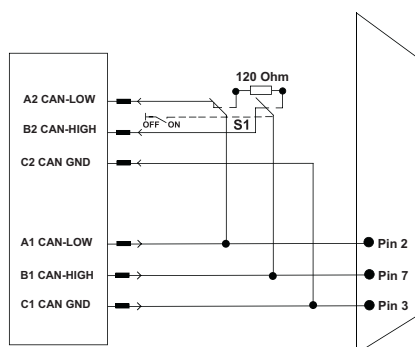 120 Ohm
A2 CAN-LOW
OFF ON
S1
B2 CAN-HIGH
C2 CAN GND
A1 CAN-LOW
Pin 2
B1 CAN-HIGH
Pin 7
C1 CAN GND
Pin 3